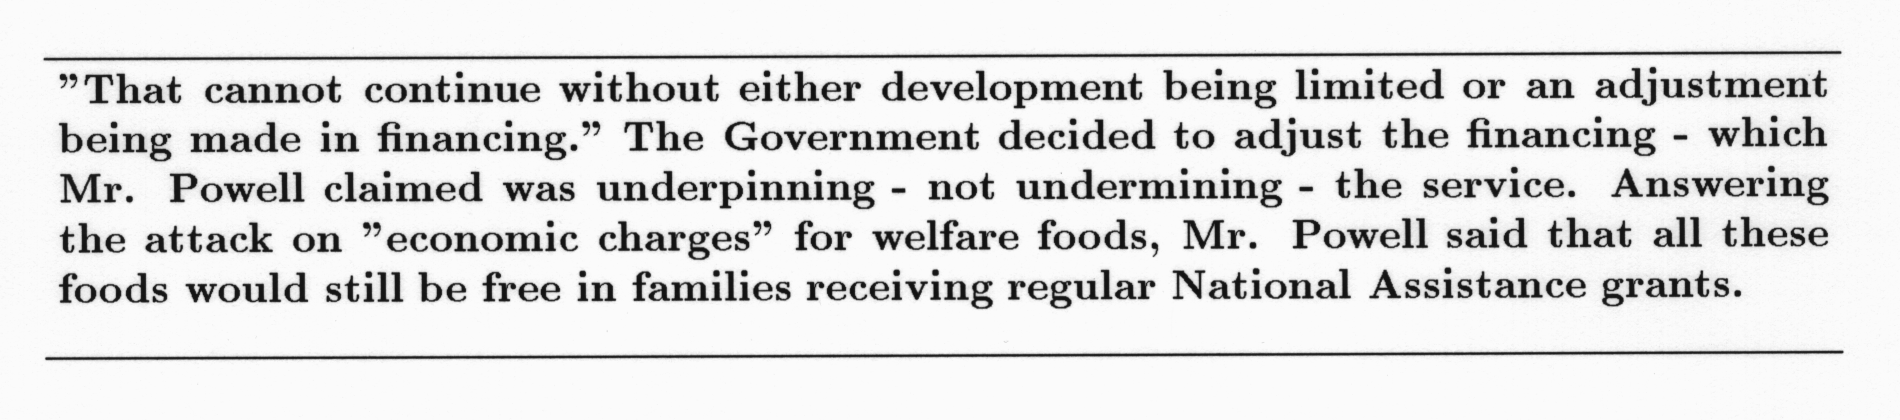 ”That cannot continue without either development being limited or an adjustment
being made in financing.” The Government decided to adjust the financing - which
Mr. Powell claimed was underpinning - not undermining - the service. Answering
the attack on ”economic charges” for welfare foods, Mr. Powell said that all these
foods would still be free in families receiving regular National Assistance grants.